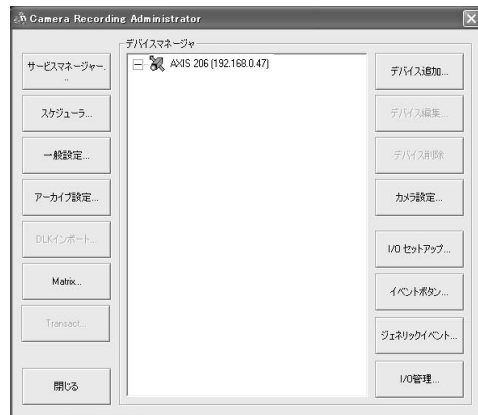 Camera Recording Administrator
サービスマネージャー...
スケジューラ...
一般設定...
アーカイブ設定...
DLKインポート...
Matrix...
Transact...
閉じる
デバイスマネージャ
AXIS 206 (192.168.0.47)
デバイス追加...
デバイス編集...
デバイス削除
カメラ設定...
I/O セットアップ...
イベントボタン...
ジェネリックイベント...
I/O管理...